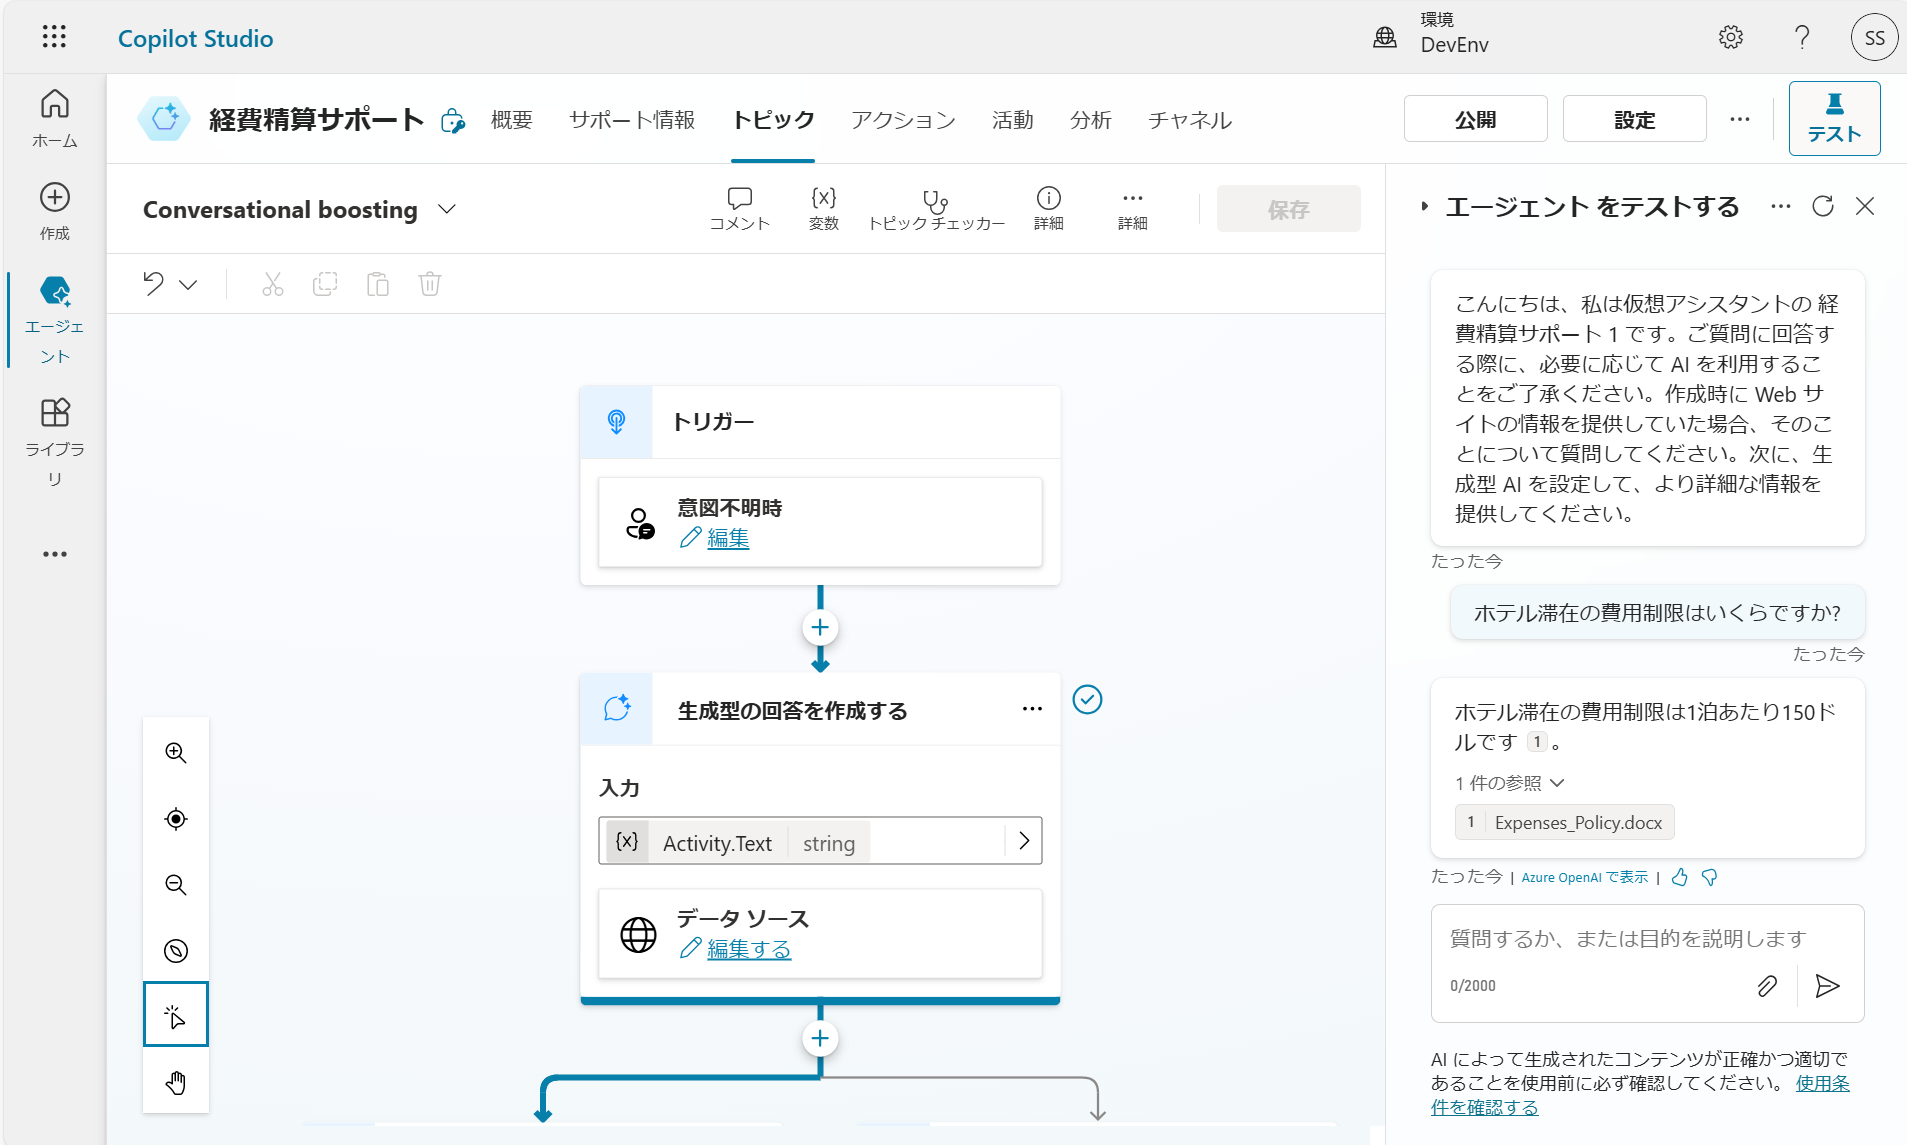 Copilot Studio
環境
DevEnv
SS
ホーム
作成
エージェ
ント
ライブラ
リ
経費精算サポート
概要
サポート情報
トピック
アクション
活動
分析
チャネル
公開
設定
テスト
Conversational boosting
コメント
{x}
変数
トピック チェッカー
詳細
詳細
保存
トリガー
意図不明時
編集
生成型の回答を作成する
入力
{x} Activity.Text string
データ ソース
編集する
エージェント をテストする
こんにちは、私は仮想アシスタントの 経
費精算サポート 1 です。ご質問に回答す
る際に、必要に応じて AI を利用するこ
とをご了承ください。作成時に Web サ
イトの情報を提供していた場合、そのこ
とについて質問してください。次に、生
成型 AI を設定して、より詳細な情報を
提供してください。
たった今
ホテル滞在の費用制限はいくらですか?
たった今
ホテル滞在の費用制限は1泊あたり150ド
ルです 1 。
1 件の参照
1 Expenses_Policy.docx
たった今 | Azure OpenAI で表示 |
質問するか、または目的を説明します
0/2000
AI によって生成されたコンテンツが正確かつ適切で
あることを使用前に必ず確認してください。 使用条
件を確認する